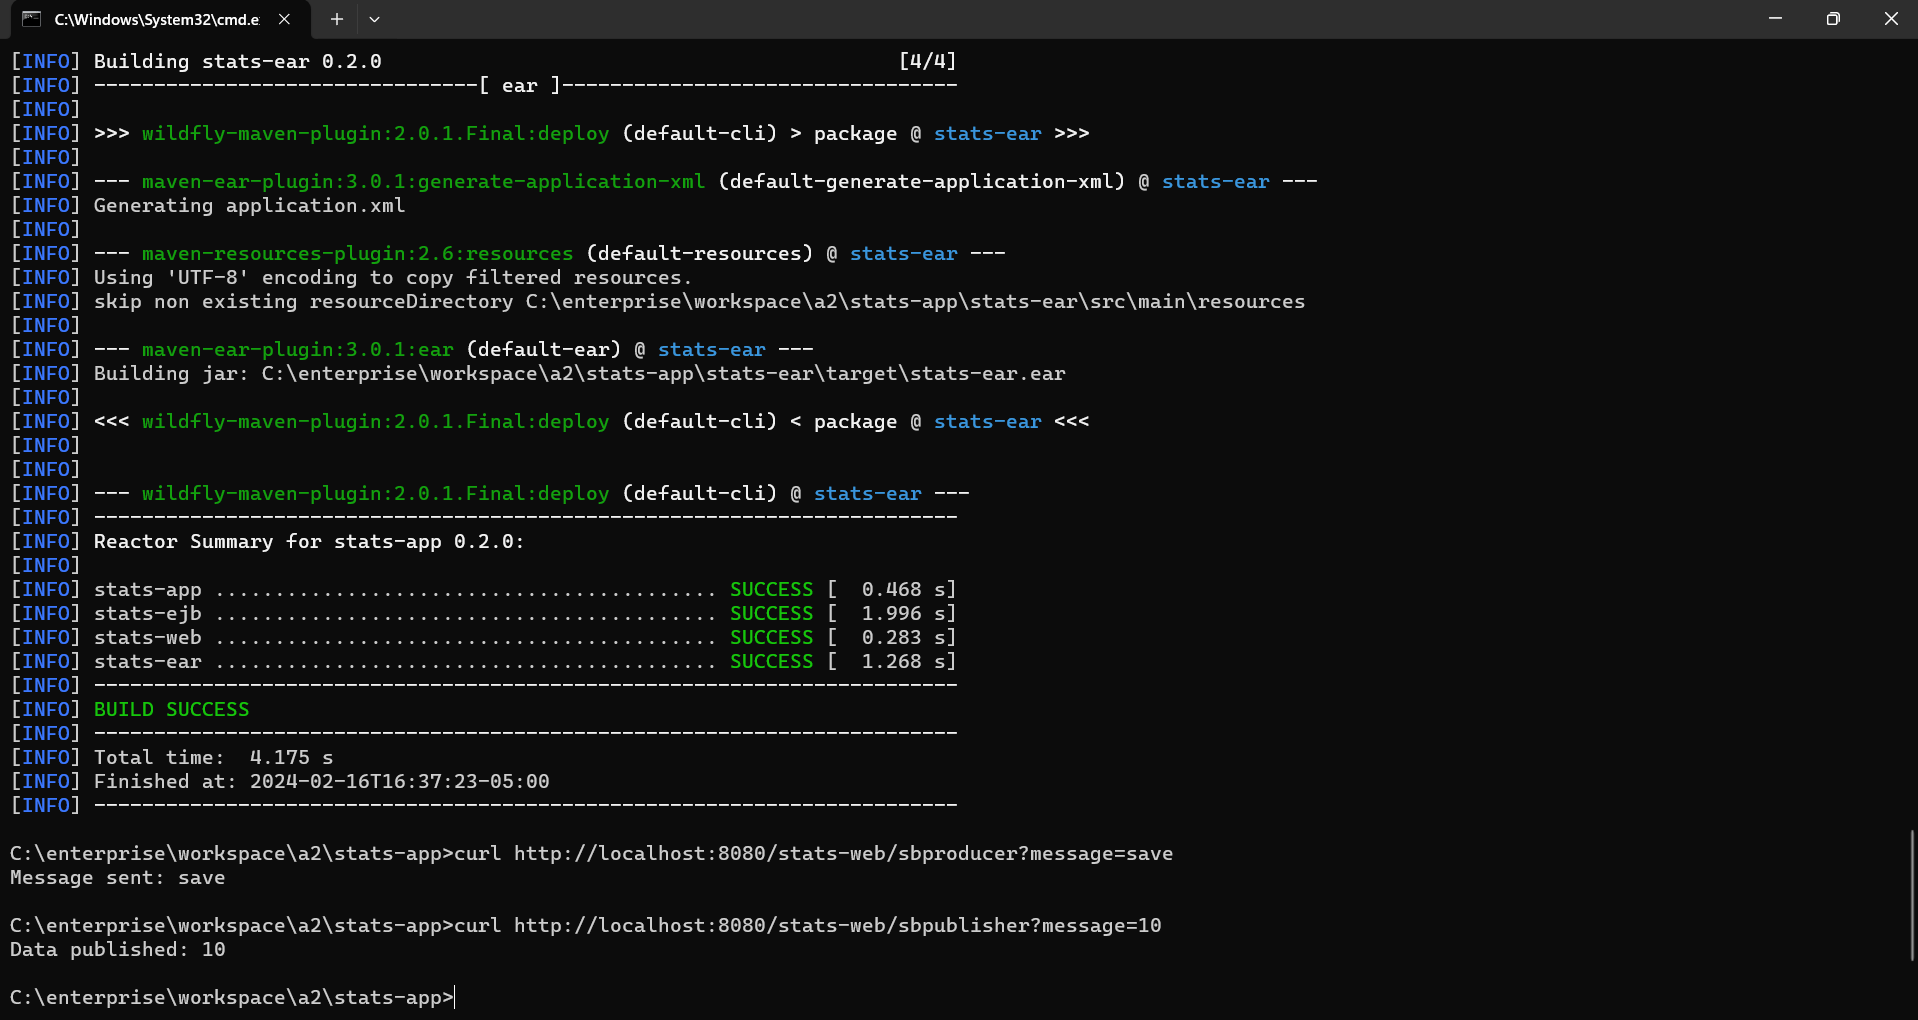 C:\Windows\System32\cmd.e
[INFO] Building stats-ear 0.2.0                                           [4/4]
[INFO] --------------------------------[ ear ]---------------------------------
[INFO]
[INFO] >>> wildfly-maven-plugin:2.0.1.Final:deploy (default-cli) > package @ stats-ear >>>
[INFO]
[INFO] --- maven-ear-plugin:3.0.1:generate-application-xml (default-generate-application-xml) @ stats-ear ---
[INFO] Generating application.xml
[INFO]
[INFO] --- maven-resources-plugin:2.6:resources (default-resources) @ stats-ear ---
[INFO] Using 'UTF-8' encoding to copy filtered resources.
[INFO] skip non existing resourceDirectory C:\enterprise\workspace\a2\stats-app\stats-ear\src\main\resources
[INFO]
[INFO] --- maven-ear-plugin:3.0.1:ear (default-ear) @ stats-ear ---
[INFO] Building jar: C:\enterprise\workspace\a2\stats-app\stats-ear\target\stats-ear.ear
[INFO]
[INFO] <<< wildfly-maven-plugin:2.0.1.Final:deploy (default-cli) < package @ stats-ear <<<
[INFO]
[INFO]
[INFO] --- wildfly-maven-plugin:2.0.1.Final:deploy (default-cli) @ stats-ear ---
[INFO] ------------------------------------------------------------------------
[INFO] Reactor Summary for stats-app 0.2.0:
[INFO]
[INFO] stats-app .......................................... SUCCESS [  0.468 s]
[INFO] stats-ejb .......................................... SUCCESS [  1.996 s]
[INFO] stats-web .......................................... SUCCESS [  0.283 s]
[INFO] stats-ear .......................................... SUCCESS [  1.268 s]
[INFO] ------------------------------------------------------------------------
[INFO] BUILD SUCCESS
[INFO] ------------------------------------------------------------------------
[INFO] Total time:  4.175 s
[INFO] Finished at: 2024-02-16T16:37:23-05:00
[INFO] ------------------------------------------------------------------------
C:\enterprise\workspace\a2\stats-app>curl http://localhost:8080/stats-web/sbproducer?message=save
Message sent: save
C:\enterprise\workspace\a2\stats-app>curl http://localhost:8080/stats-web/sbpublisher?message=10
Data published: 10
C:\enterprise\workspace\a2\stats-app>